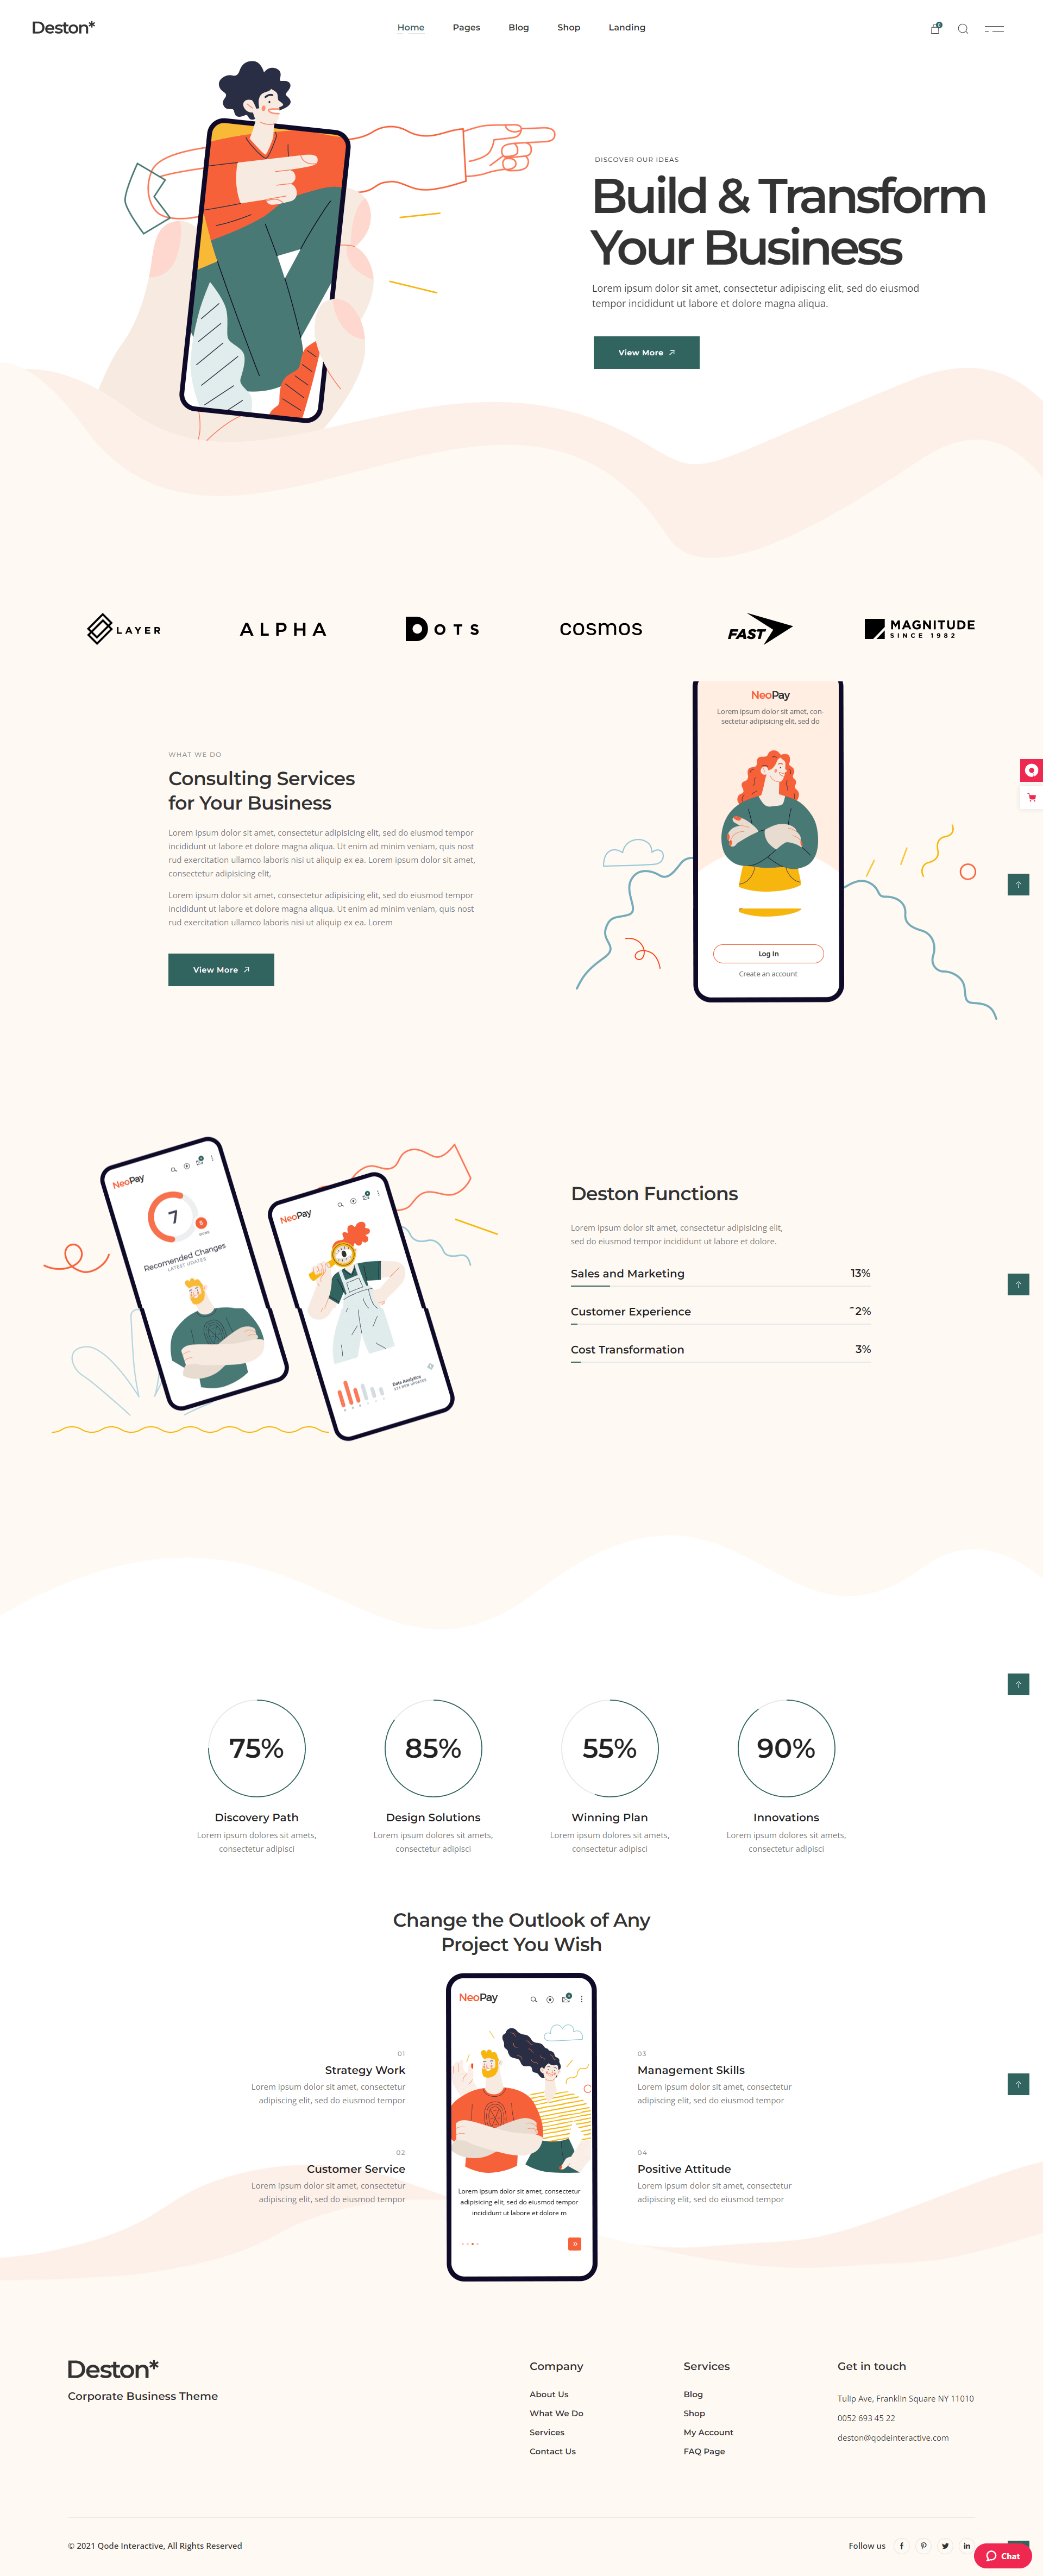 Deston*
Home Pages Blog Shop Landing
0
DISCOVER OUR IDEAS
Build & Transform
Your Business
Lorem ipsum dolor sit amet, consectetur adipiscing elit, sed do eiusmod
tempor incididunt ut labore et dolore magna aliqua.
View More
LAYER
ALPHA
DOTS
cosmos
FAST
MAGNITUDE
SINCE 1982
NeoPay
Lorem ipsum dolor sit amet, con-
sectetur adipisicing elit, sed do
Log In
Create an account
WHAT WE DO
Consulting Services
for Your Business
Lorem ipsum dolor sit amet, consectetur adipisicing elit, sed do eiusmod tempor
incididunt ut labore et dolore magna aliqua. Ut enim ad minim veniam, quis nost
rud exercitation ullamco laboris nisi ut aliquip ex ea. Lorem ipsum dolor sit amet,
consectetur adipisicing elit,
Lorem ipsum dolor sit amet, consectetur adipisicing elit, sed do eiusmod tempor
incididunt ut labore et dolore magna aliqua. Ut enim ad minim veniam, quis nost
rud exercitation ullamco laboris nisi ut aliquip ex ea. Lorem
View More
NeoPay
7
Recomended Changes
LATEST UDATES
NeoPay
Data Analytics
Deston Functions
Lorem ipsum dolor sit amet, consectetur adipisicing elit,
sed do eiusmod tempor incididunt ut labore et dolore.
Sales and Marketing 13%
Customer Experience 2%
Cost Transformation 3%
75% 85% 55% 90%
Discovery Path Design Solutions Winning Plan Innovations
Lorem ipsum dolores sit amets, Lorem ipsum dolores sit amets, Lorem ipsum dolores sit amets, Lorem ipsum dolores sit amets,
consectetur adipisci consectetur adipisci consectetur adipisci consectetur adipisci
Change the Outlook of Any
Project You Wish
01
Strategy Work
Lorem ipsum dolor sit amet, consectetur
adipiscing elit, sed do eiusmod tempor
02
Customer Service
Lorem ipsum dolor sit amet, consectetur
adipiscing elit, sed do eiusmod tempor
NeoPay
Lorem ipsum dolor sit amet, consectetur
adipisicing elit, sed do eiusmod tempor
incididunt ut labore et dolore m
03
Management Skills
Lorem ipsum dolor sit amet, consectetur
adipiscing elit, sed do eiusmod tempor
04
Positive Attitude
Lorem ipsum dolor sit amet, consectetur
adipiscing elit, sed do eiusmod tempor
Deston*
Corporate Business Theme
Company
About Us
What We Do
Services
Contact Us
Services
Blog
Shop
My Account
FAQ Page
Get in touch
Tulip Ave, Franklin Square NY 11010
0052 693 45 22
deston@qodeinteractive.com
© 2021 Qode Interactive, All Rights Reserved
Follow us
Chat